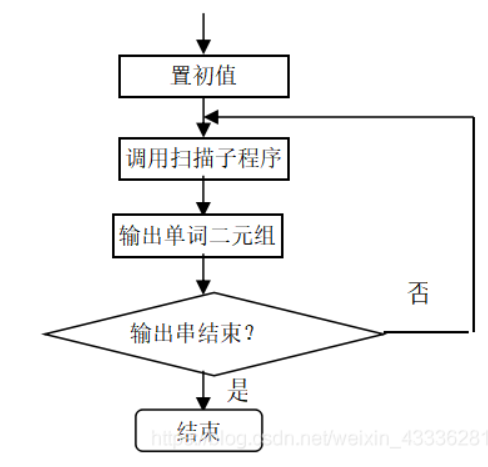 置初值
调用扫描子程序
输出单词二元组
否
输出串结束？
是
结束
https://blog.csdn.net/weixin_43336281